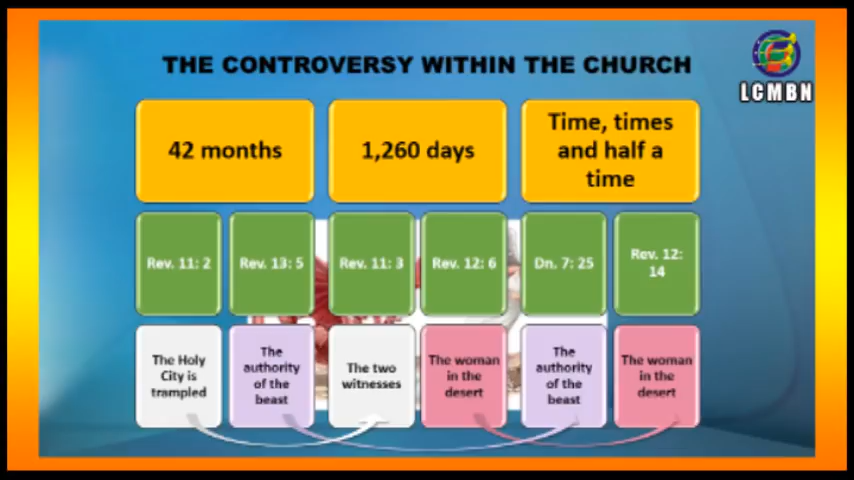 THE CONTROVERSY WITHIN THE CHURCH
LCMBN
42 months
1,260 days
Time, times
and half a
time
Rev. 11: 2
Rev. 13: 5
Rev. 11: 3
Rev. 12: 6
Dn. 7: 25
Rev. 12:
14
The Holy
City is
trampled
The
authority
of the
beast
The two
witnesses
The woman
in the
desert
The
authority
of the
beast
The woman
in the
desert